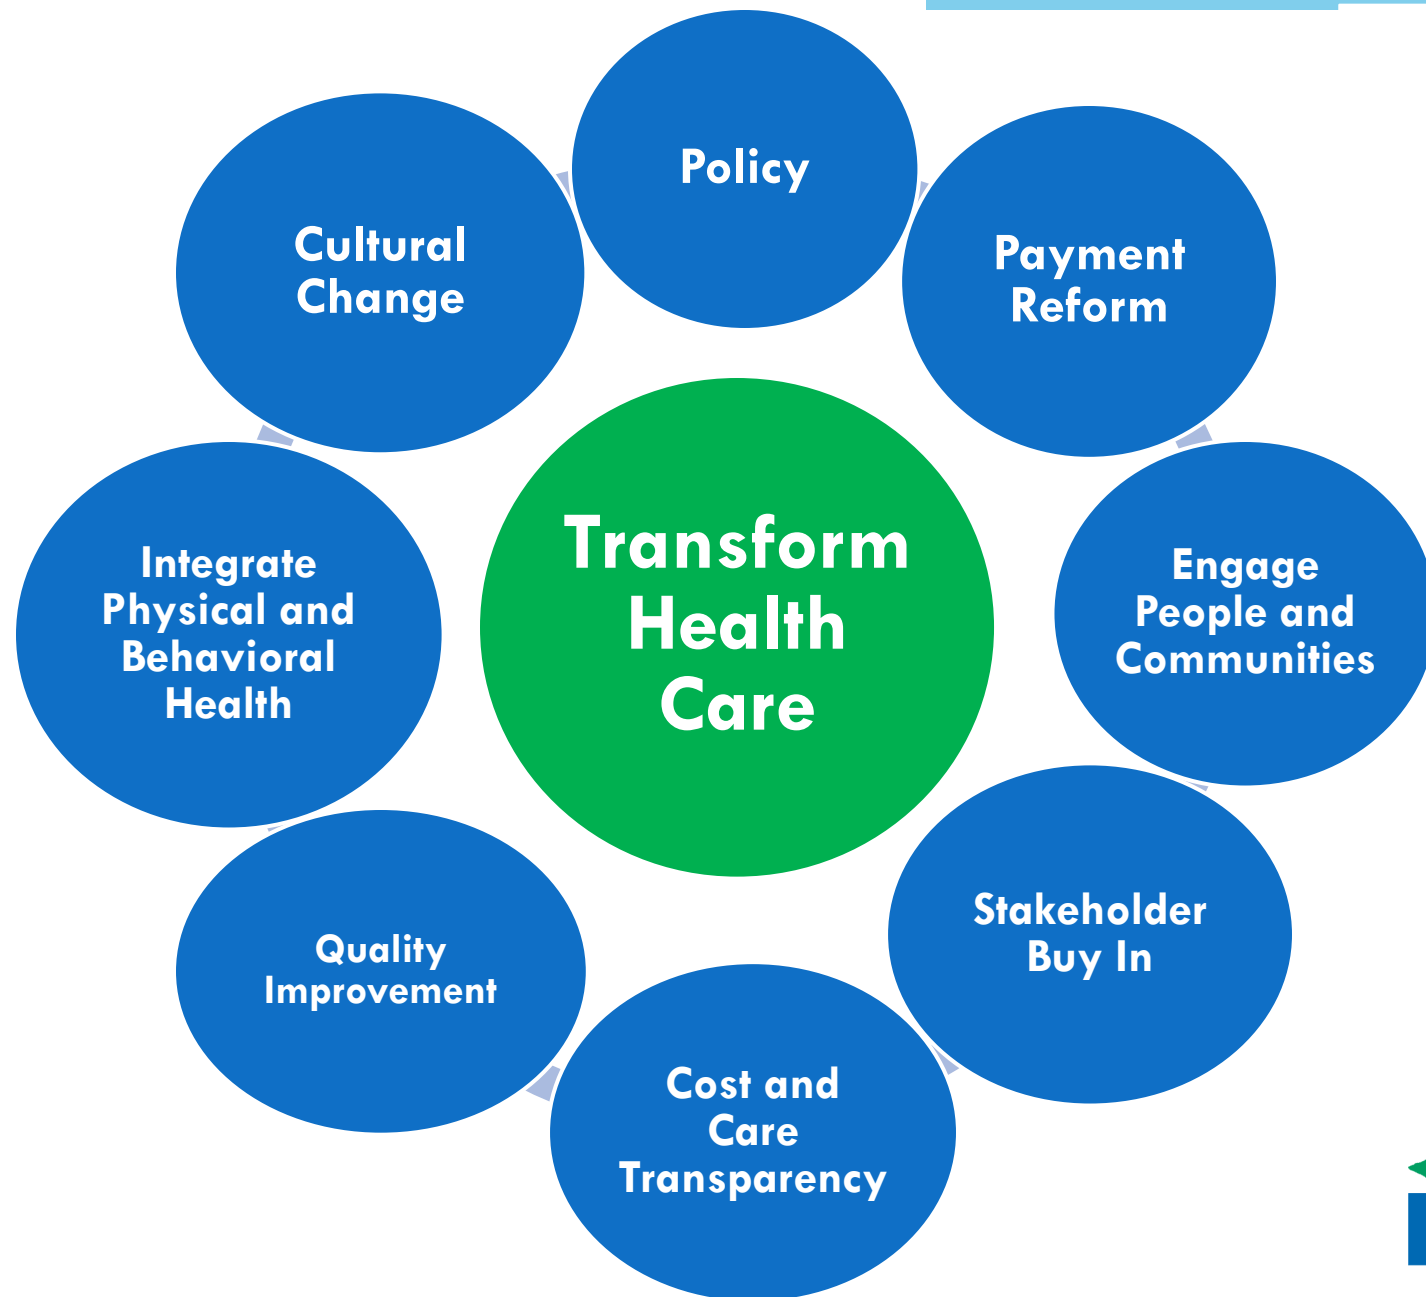 Policy
Cultural
Change
Payment
Reform
Transform
Health
Care
Integrate
Physical and
Behavioral
Health
Engage
People and
Communities
Stakeholder
Buy In
Quality
Improvement
Cost and
Care
Transparency